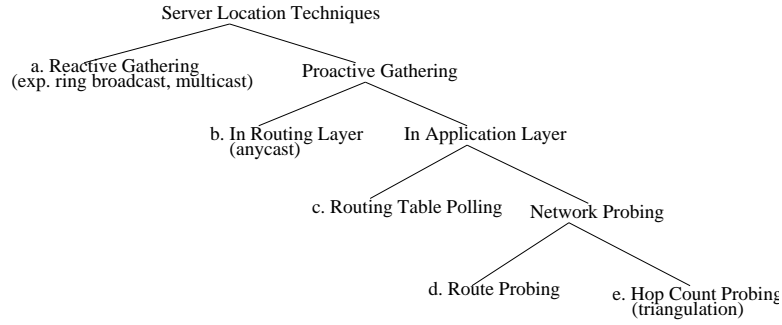 Server Location Techniques
a. Reactive Gathering
(exp. ring broadcast, multicast)
Proactive Gathering
b. In Routing Layer
(anycast)
In Application Layer
c. Routing Table Polling
Network Probing
d. Route Probing
e. Hop Count Probing
(triangulation)